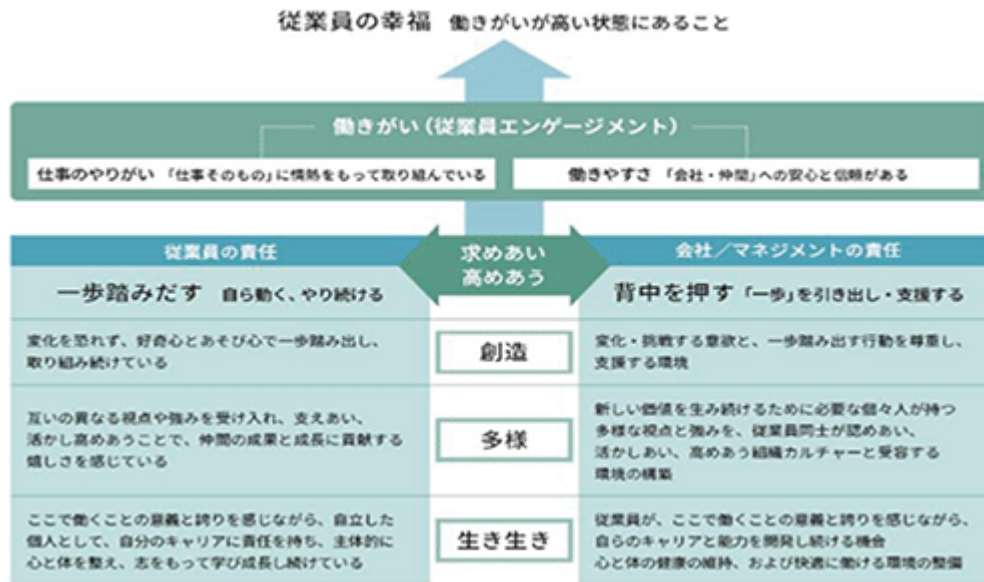 従業員の幸福 働きがいが高い状態にあること
働きがい（従業員エンゲージメント）
仕事のやりがい 「仕事そのもの」に情熱をもって取り組んでいる
働きやすさ 「会社・仲間」への安心と信頼がある
従業員の責任
求めあい
高めあう
会社／マネジメントの責任
一歩踏みだす 自ら動く、やり続ける
背中を押す 「一歩」を引き出し・支援する
変化を恐れず、好奇心とあそび心で一歩踏み出し、
取り組み続けている
創造
変化・挑戦する意欲と、一歩踏み出す行動を尊重し、
支援する環境
互いの異なる視点や強みを受け入れ、支えあい、
活かし高めあうことで、仲間の成果と成長に貢献する
嬉しさを感じている
多様
新しい価値を生み続けるために必要な個々人が持つ
多様な視点と強みを、従業員同士が認めあい、
活かしあい、高めあう組織カルチャーと受容する
環境の構築
ここで働くことの意義と誇りを感じながら、自立した
個人として、自分のキャリアに責任を持ち、主体的に
心と体を整え、志をもって学び成長し続けている
生き生き
従業員が、ここで働くことの意義と誇りを感じながら、
自らのキャリアと能力を開発し続ける機会
心と体の健康の維持、および快適に働ける環境の整備